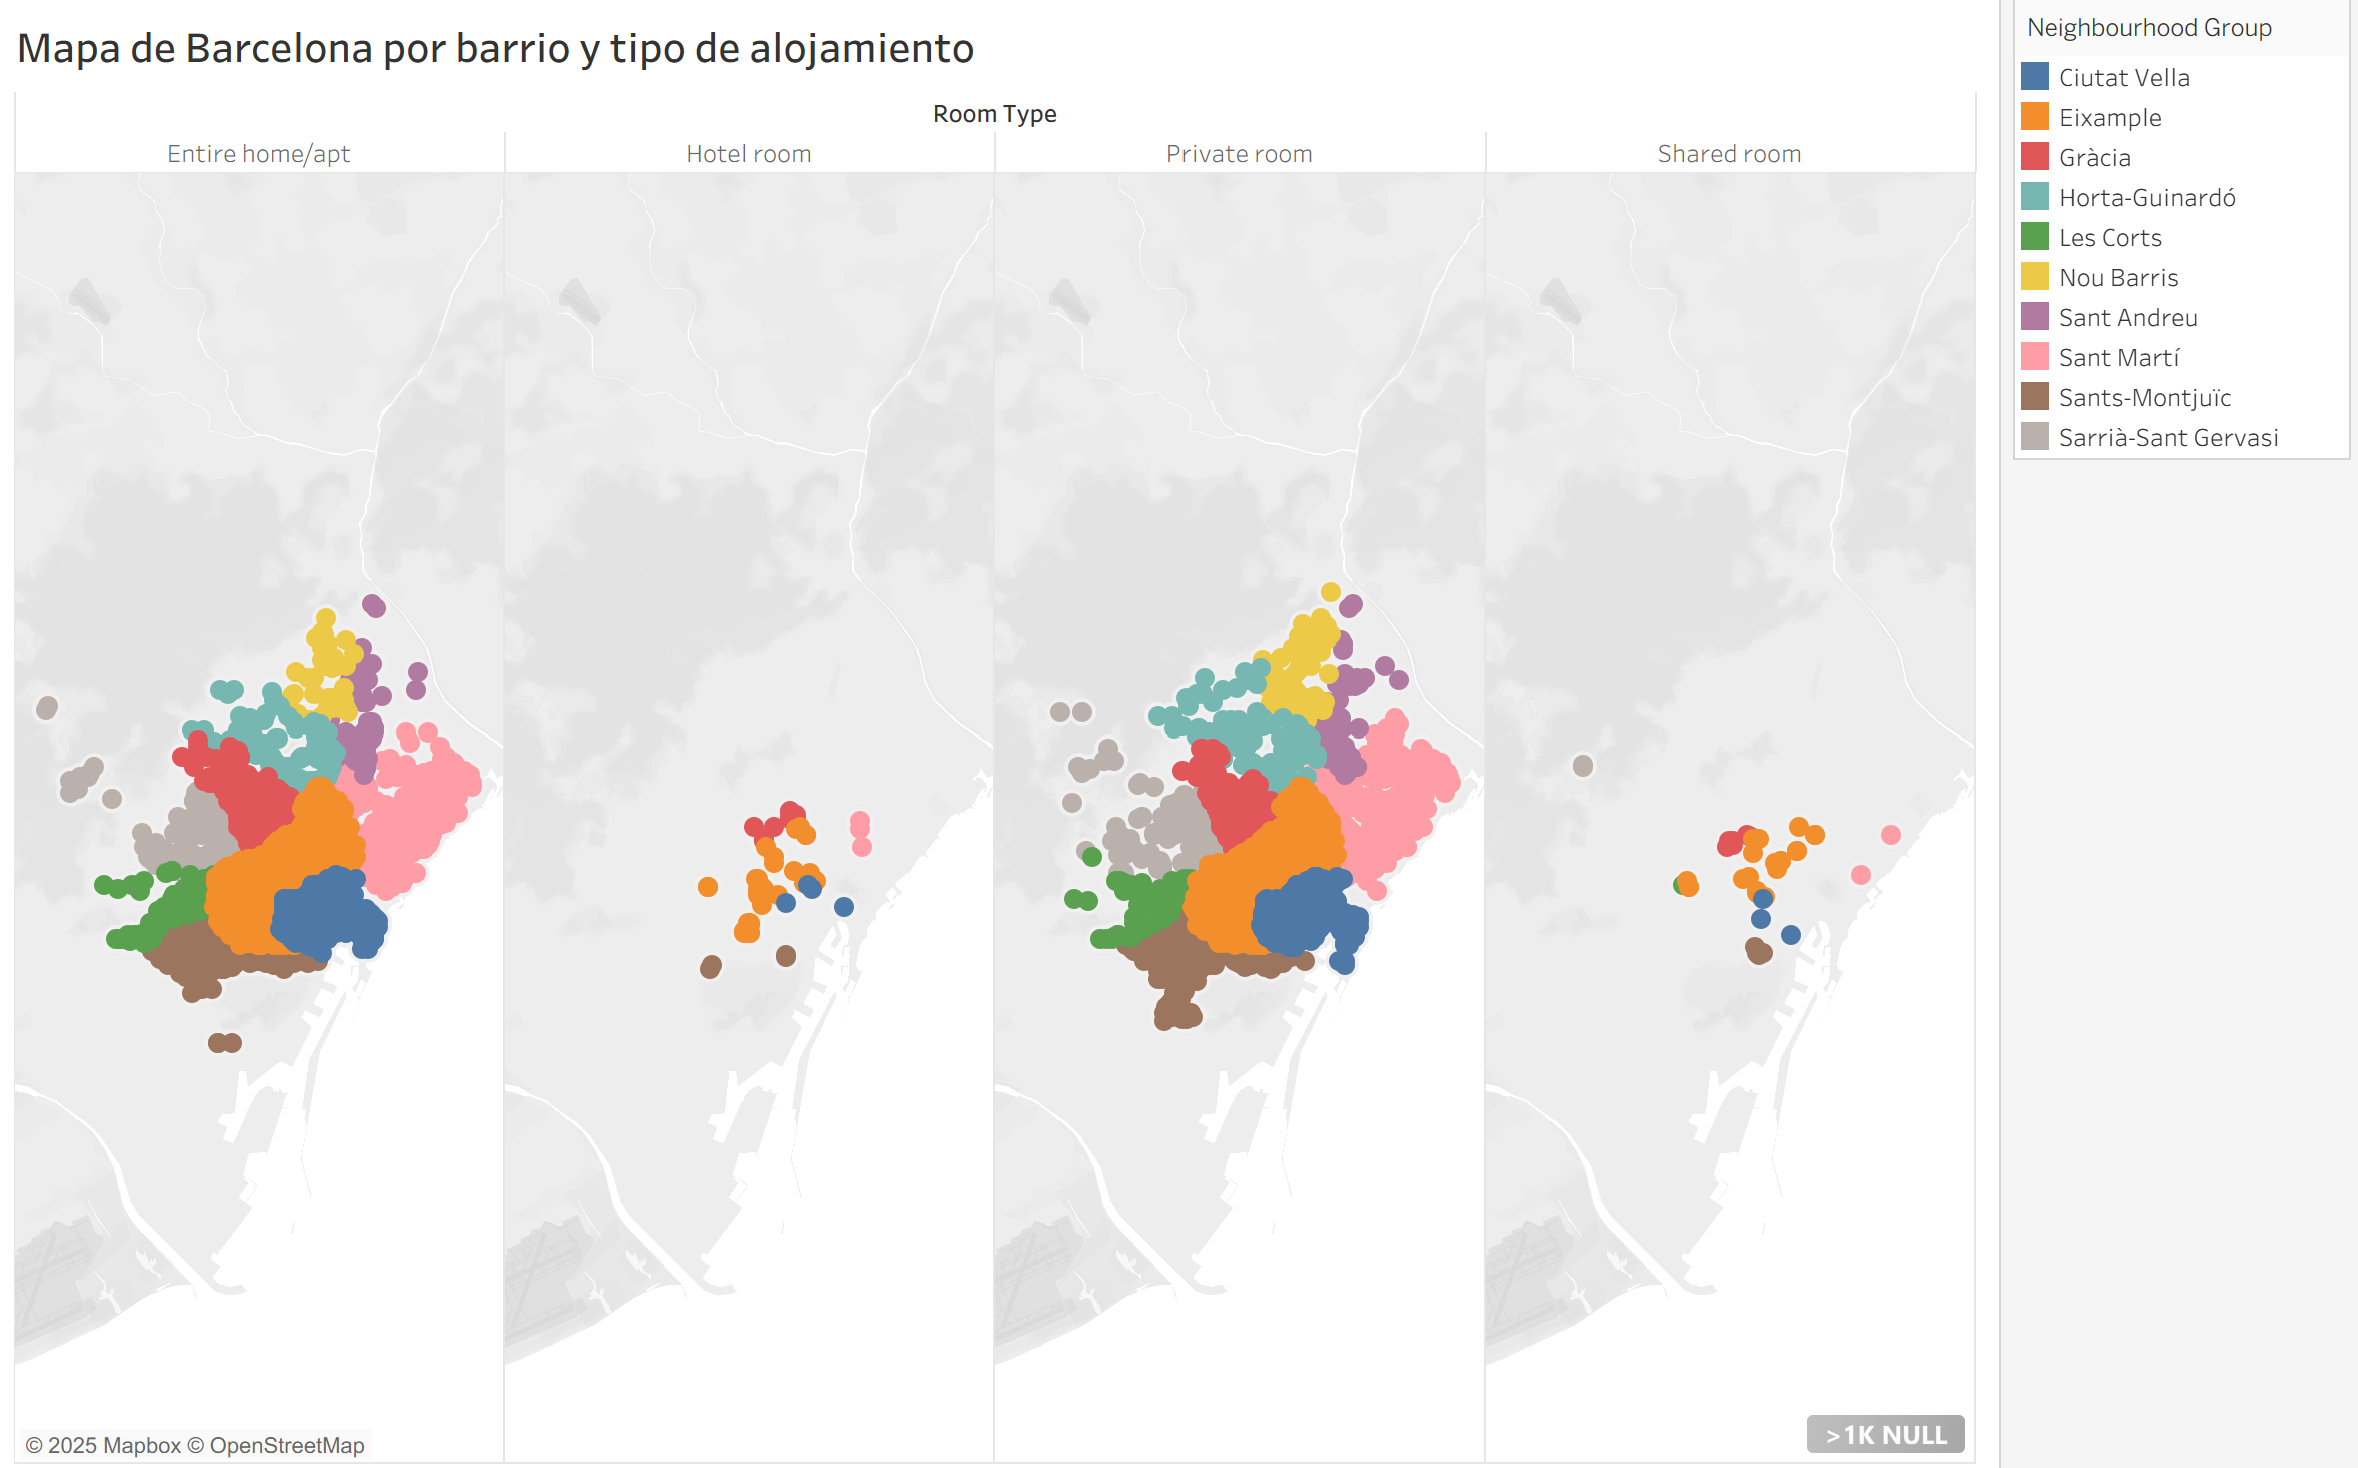 Mapa de Barcelona por barrio y tipo de alojamiento
Room Type
Entire home/apt
Hotel room
Private room
Shared room
Neighbourhood Group
Ciutat Vella
Eixample
Gràcia
Horta-Guinardó
Les Corts
Nou Barris
Sant Andreu
Sant Martí
Sants-Montjuïc
Sarrià-Sant Gervasi
© 2025 Mapbox © OpenStreetMap
>1K NULL